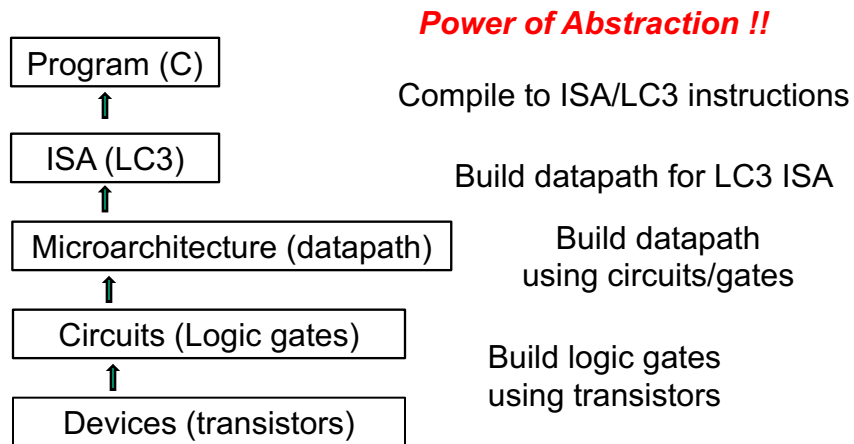 Power of Abstraction !!
Program (C)
Compile to ISA/LC3 instructions
ISA (LC3)
Build datapath for LC3 ISA
Microarchitecture (datapath)
Build datapath
using circuits/gates
Circuits (Logic gates)
Build logic gates
using transistors
Devices (transistors)